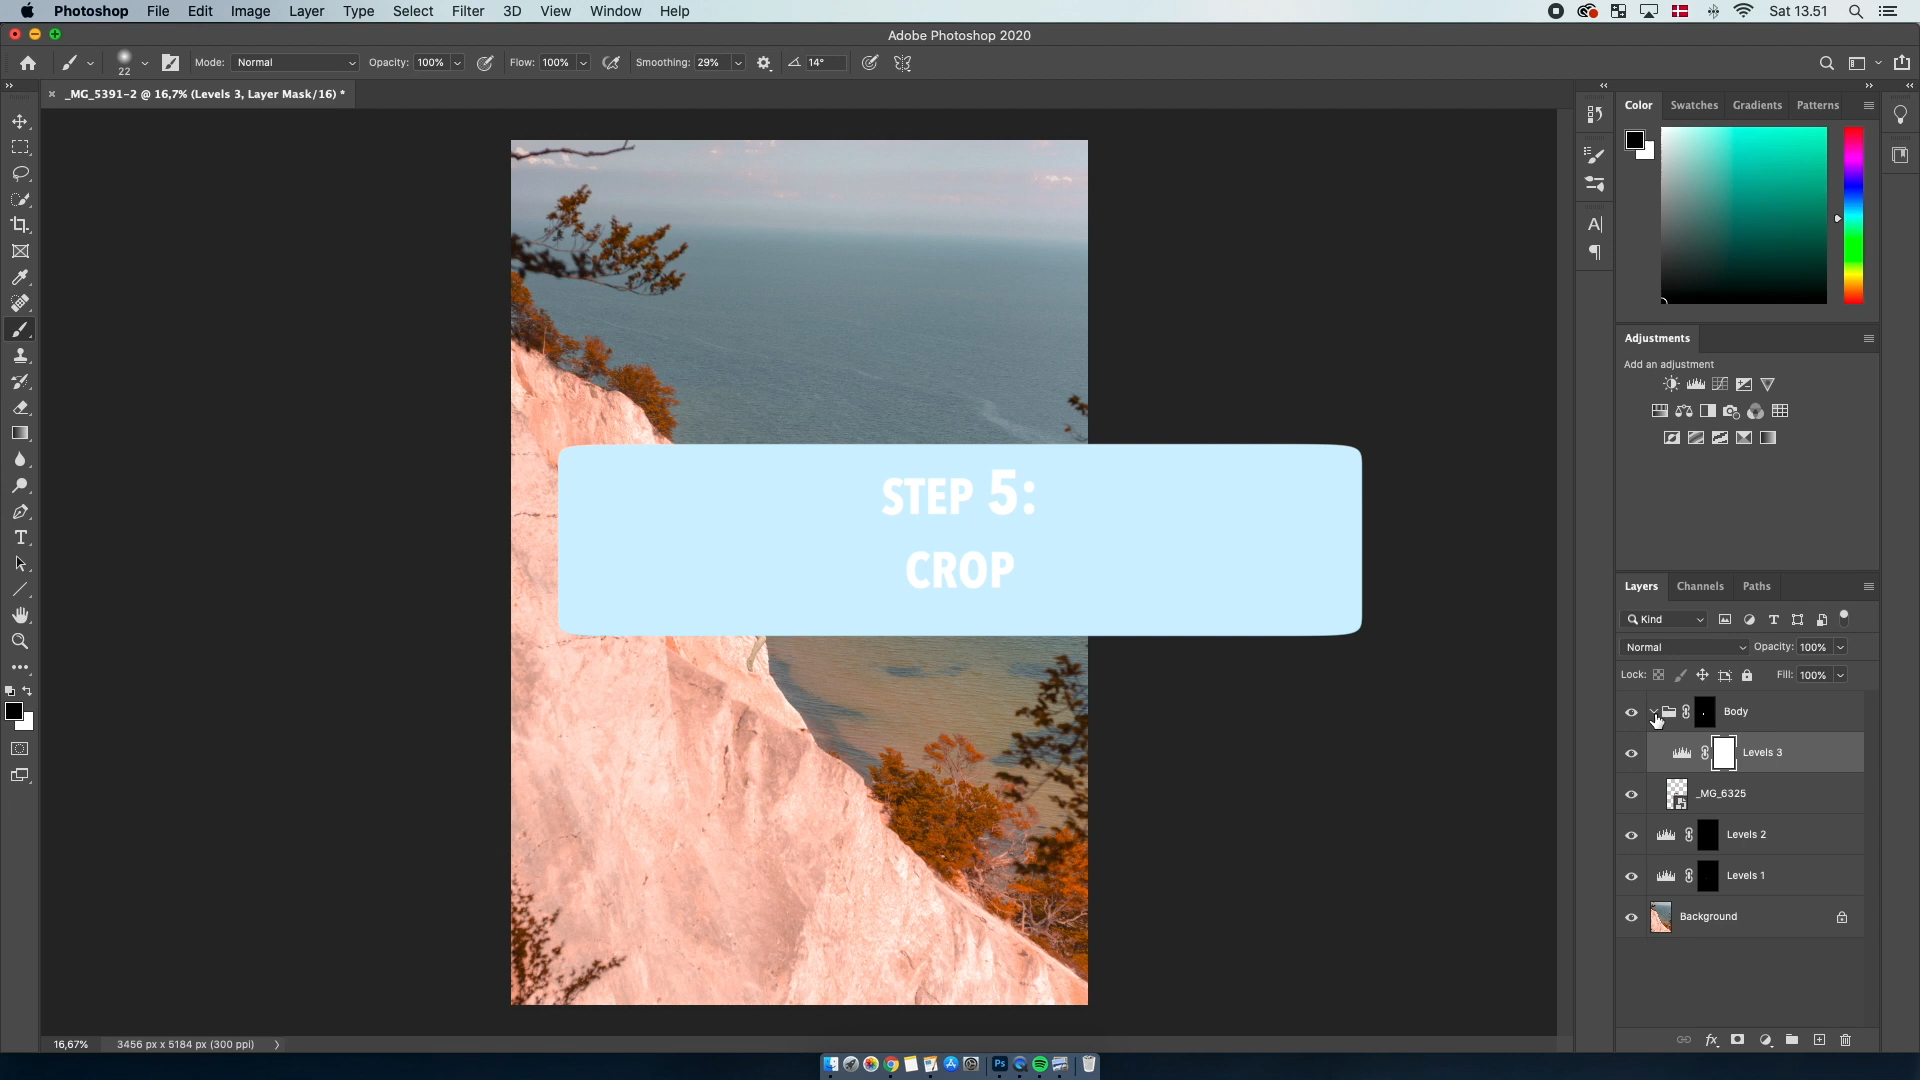 Photoshop File Edit Image Layer Type Select Filter 3D View Window Help Sat 13.51
Adobe Photoshop 2020
22 Mode: Normal Opacity: 100% Flow: 100% Smoothing: 29% 14°
_MG_5391-2 @ 16,7% (Levels 3, Layer Mask/16) *
Color Swatches Gradients Patterns
Adjustments
Add an adjustment
STEP 5:
CROP
Layers Channels Paths
Kind
Normal Opacity: 100%
Lock: Fill: 100%
Body
Levels 3
_MG_6325
Levels 2
Levels 1
Background
16,67% 3456 px x 5184 px (300 ppi)
Ps